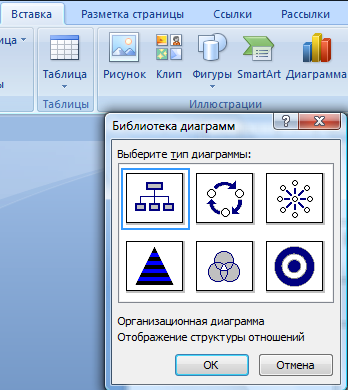 Вставка Разметка страницы Ссылки Рассылки
Таблица Рисунок Клип Фигуры SmartArt Диаграмма
Таблицы Иллюстрации
Библиотека диаграмм
Выберите тип диаграммы:
Организационная диаграмма
Отображение структуры отношений
OK Отмена